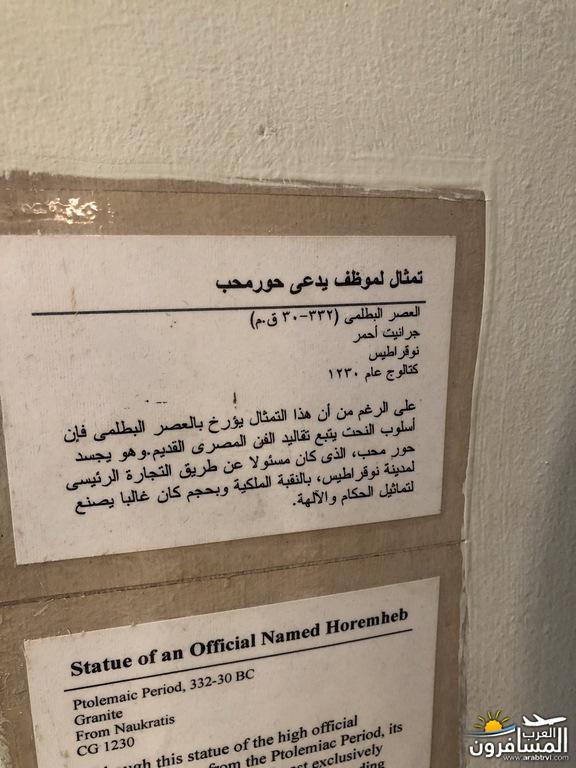 تمثال لموظف يدعى حورمحب
العصر البطلمى (٣٣٢-٣٠ ق.م)
جرانيت أحمر
نوقراطيس
كتالوج عام ١٢٣٠
على الرغم من أن هذا التمثال يؤرخ بالعصر البطلمى فإن
أسلوب النحت يتبع تقاليد الفن المصرى القديم.وهو يجسد
حور محب، الذى كان مسئولا عن طريق التجارة الرئيسى
لمدينة نوقراطيس، بالنقبة الملكية وبحجم كان غالبا يصنع
لتماثيل الحكام والآلهة.
Statue of an Official Named Horemheb
Ptolemaic Period, 332-30 BC
Granite
From Naukratis
CG 1230
though this statue of the high official
from the Ptolemiac Period, its
exclusively
العرب
المسافرون
www.arabtrvl.com